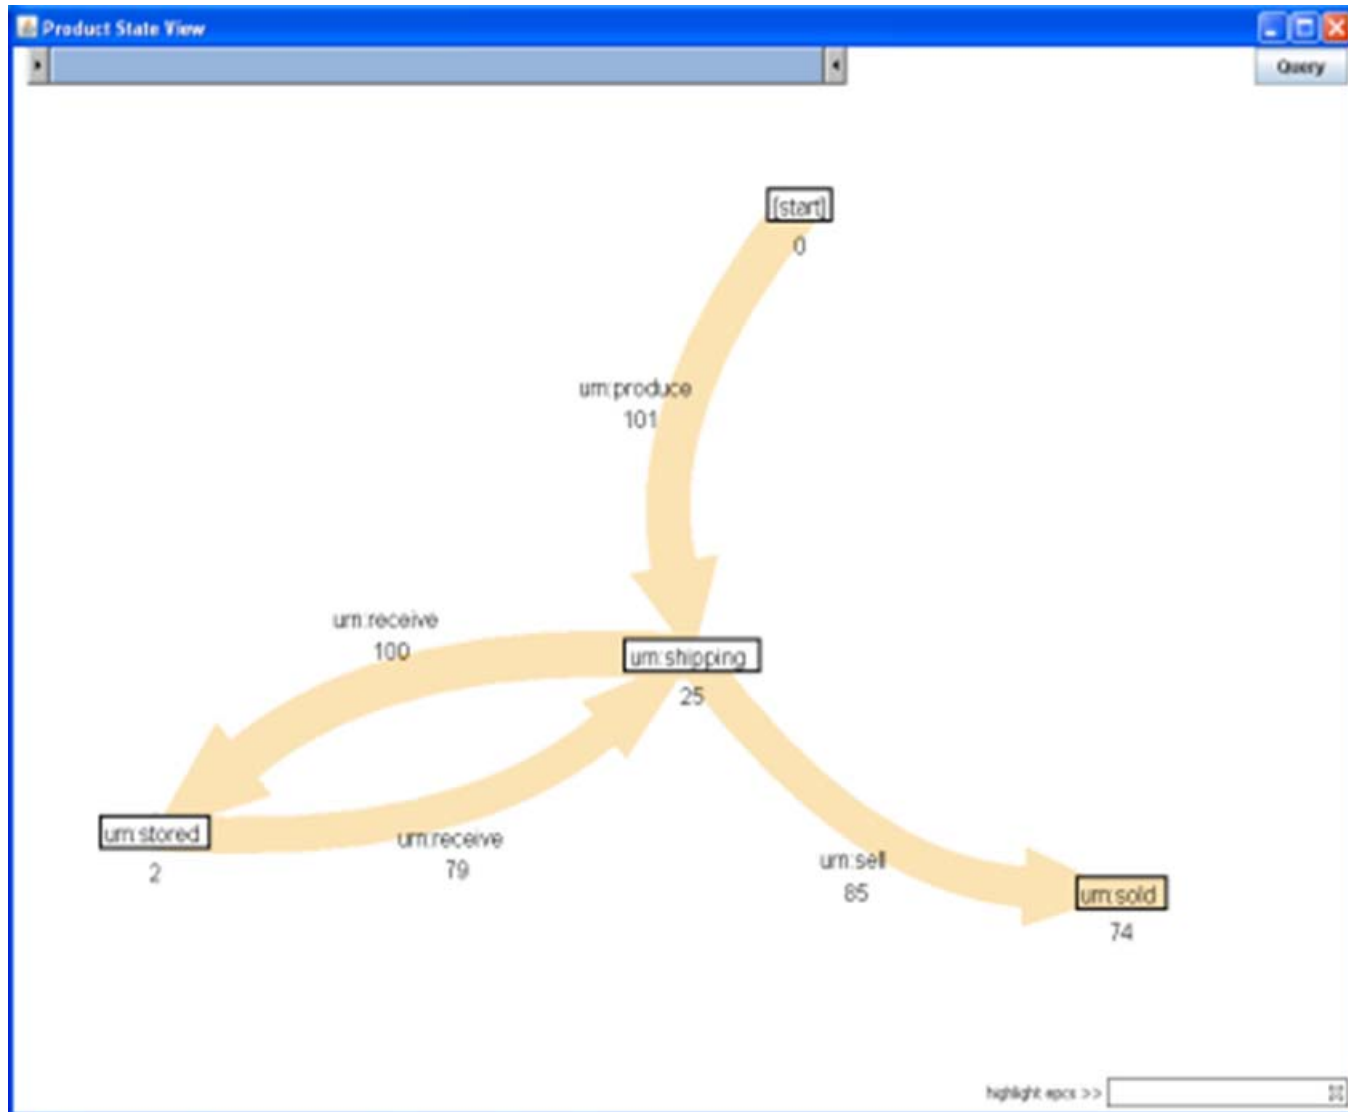 Product State View
Query
[start]
0
urn:produce
101
urn:receive
100
urn:shipping
25
urn:stored
2
urn:receive
79
urn:sell
85
urn:sold
74
highlight epcs >>